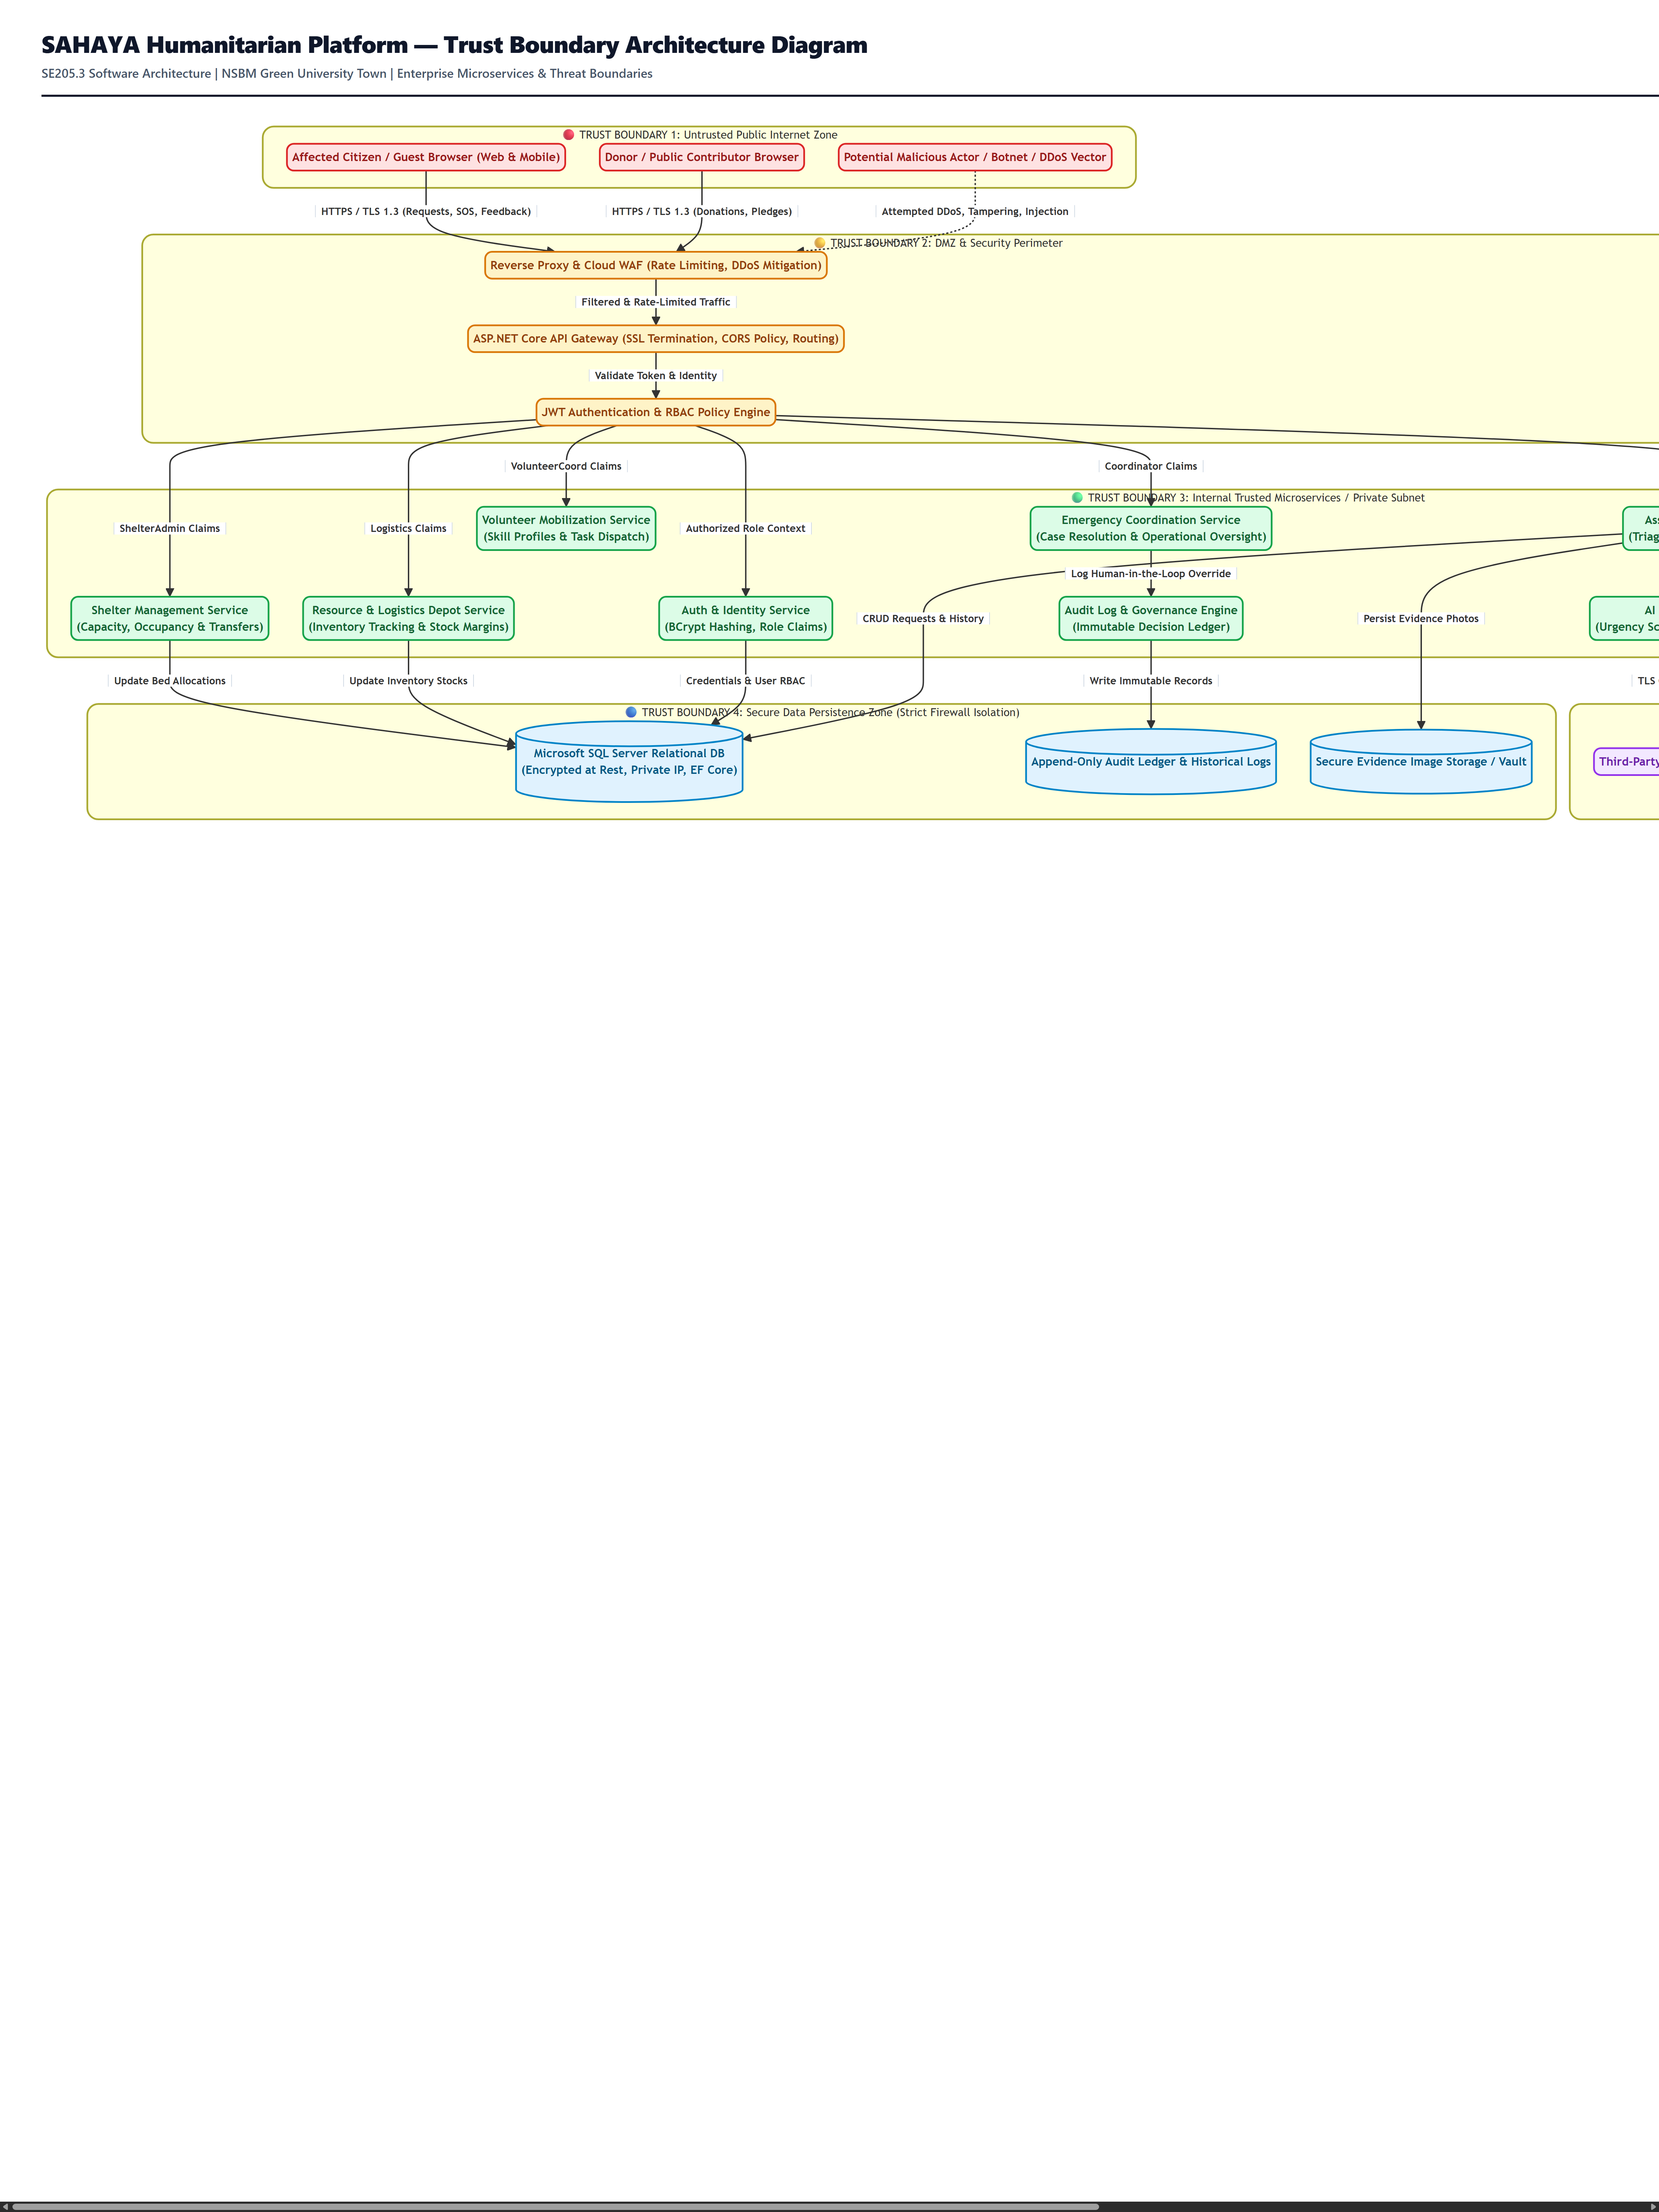 SAHAYA Humanitarian Platform — Trust Boundary Architecture Diagram
SE205.3 Software Architecture | NSBM Green University Town | Enterprise Microservices & Threat Boundaries
TRUST BOUNDARY 1: Untrusted Public Internet Zone
Affected Citizen / Guest Browser (Web & Mobile)
Donor / Public Contributor Browser
Potential Malicious Actor / Botnet / DDoS Vector
HTTPS / TLS 1.3 (Requests, SOS, Feedback)
HTTPS / TLS 1.3 (Donations, Pledges)
Attempted DDoS, Tampering, Injection
TRUST BOUNDARY 2: DMZ & Security Perimeter
Reverse Proxy & Cloud WAF (Rate Limiting, DDoS Mitigation)
Filtered & Rate-Limited Traffic
ASP.NET Core API Gateway (SSL Termination, CORS Policy, Routing)
Validate Token & Identity
JWT Authentication & RBAC Policy Engine
VolunteerCoord Claims
Coordinator Claims
TRUST BOUNDARY 3: Internal Trusted Microservices / Private Subnet
ShelterAdmin Claims
Logistics Claims
Volunteer Mobilization Service
(Skill Profiles & Task Dispatch)
Authorized Role Context
Emergency Coordination Service
(Case Resolution & Operational Oversight)
Ass
(Triag
Log Human-in-the-Loop Override
Shelter Management Service
(Capacity, Occupancy & Transfers)
Resource & Logistics Depot Service
(Inventory Tracking & Stock Margins)
Auth & Identity Service
(BCrypt Hashing, Role Claims)
CRUD Requests & History
Audit Log & Governance Engine
(Immutable Decision Ledger)
Persist Evidence Photos
AI
(Urgency Sc
Update Bed Allocations
Update Inventory Stocks
Credentials & User RBAC
Write Immutable Records
TLS
TRUST BOUNDARY 4: Secure Data Persistence Zone (Strict Firewall Isolation)
Microsoft SQL Server Relational DB
(Encrypted at Rest, Private IP, EF Core)
Append-Only Audit Ledger & Historical Logs
Secure Evidence Image Storage / Vault
Third-Party